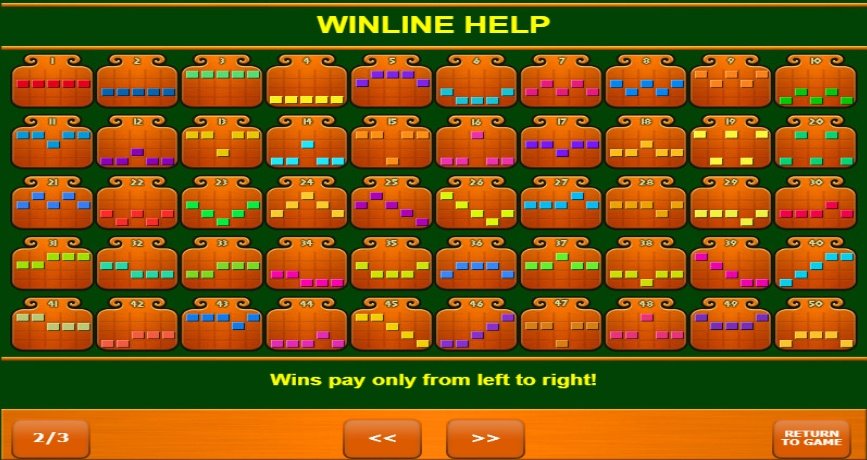 WINLINE HELP
1 2 3 4 5 6 7 8 9 10
11 12 13 14 15 16 17 18 19 20
21 22 23 24 25 26 27 28 29 30
31 32 33 34 35 36 37 38 39 40
41 42 43 44 45 46 47 48 49 50
Wins pay only from left to right!
2/3 << >> RETURN
TO GAME